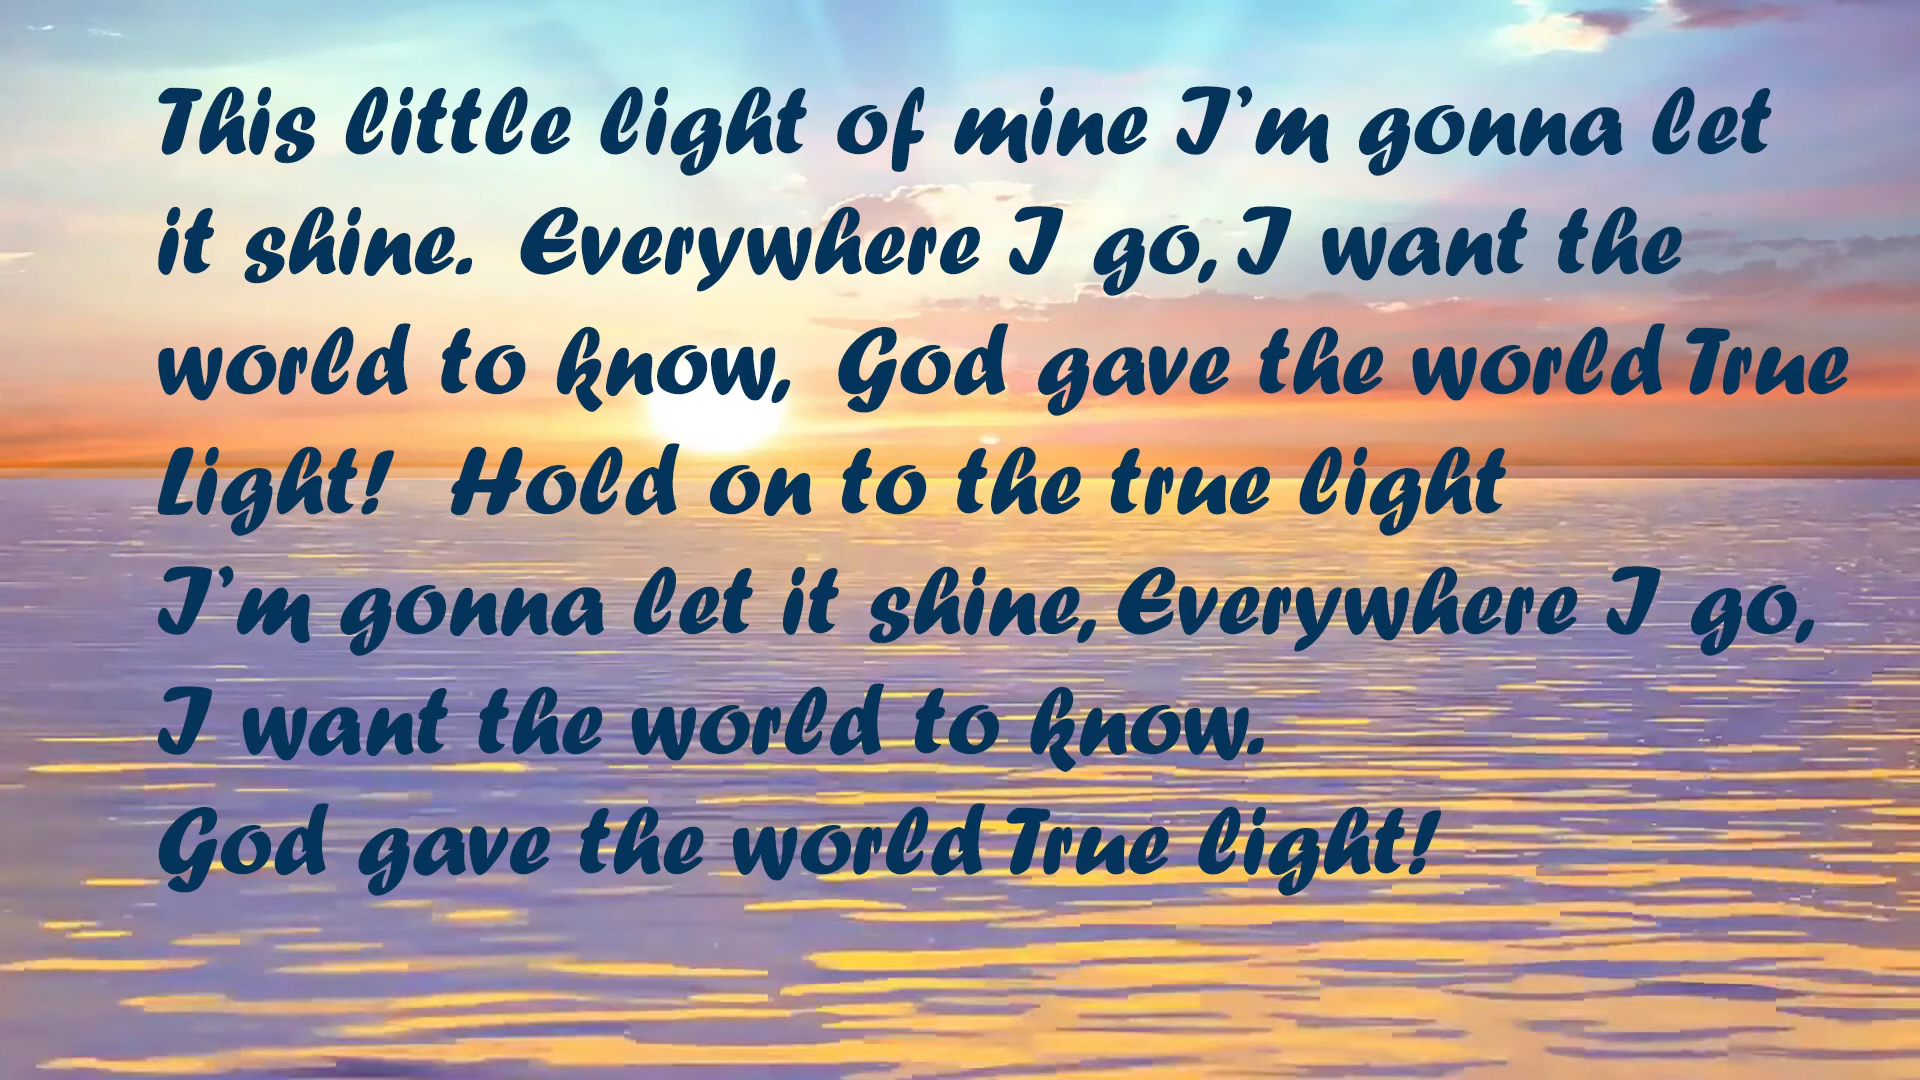 This little light of mine I’m gonna let
it shine. Everywhere I go, I want the
world to know, God gave the world True
Light! Hold on to the true light
I’m gonna let it shine, Everywhere I go,
I want the world to know.
God gave the world True light!